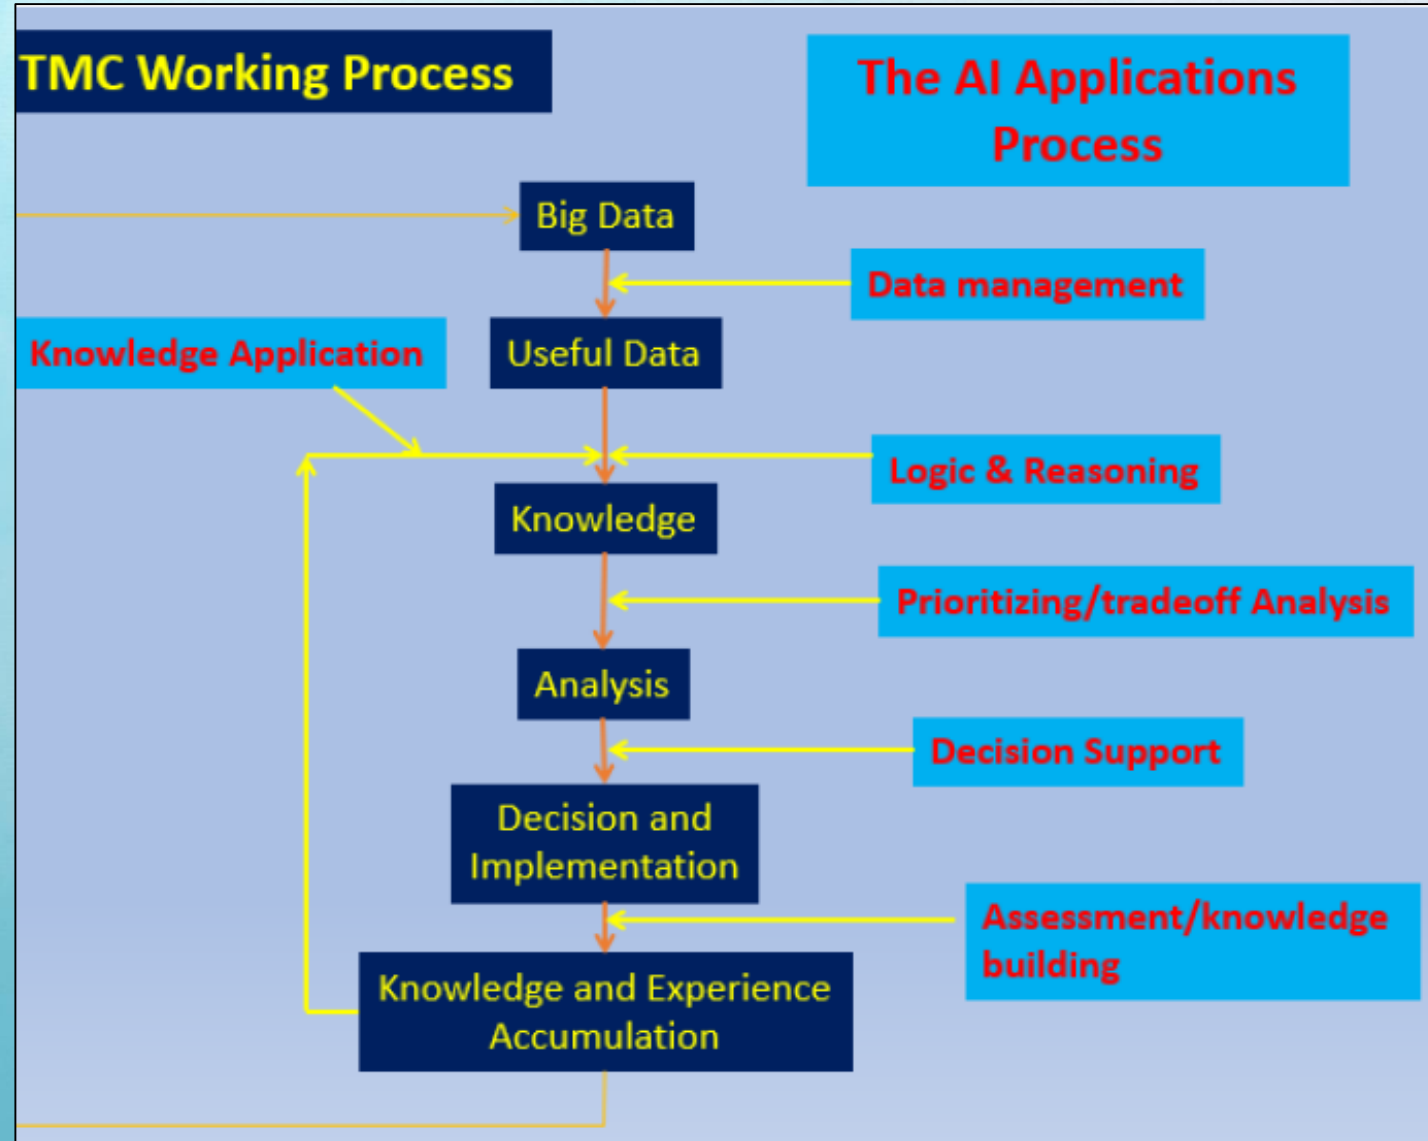 TMC Working Process
The AI Applications
Process
Big Data
Data management
Useful Data
Knowledge Application
Logic & Reasoning
Knowledge
Prioritizing/tradeoff Analysis
Analysis
Decision Support
Decision and
Implementation
Assessment/knowledge
building
Knowledge and Experience
Accumulation